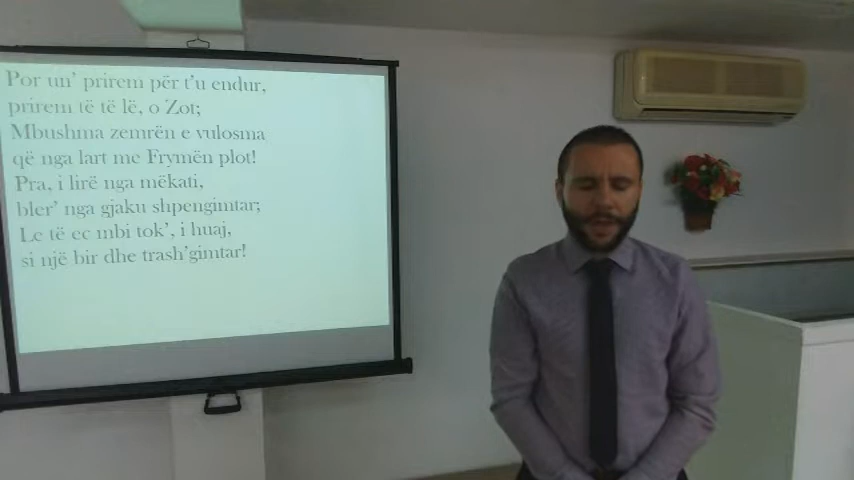 Por un' prirem për t'u endur,
prirem të të lë, o Zot;
Mbushma zemrën e vulosma
që nga lart me Frymën plot!
Pra, i lirë nga mëkati,
bler' nga gjaku shpengimtar;
Le të ec mbi tok', i huaj,
si një bir dhe trash'gimtar!